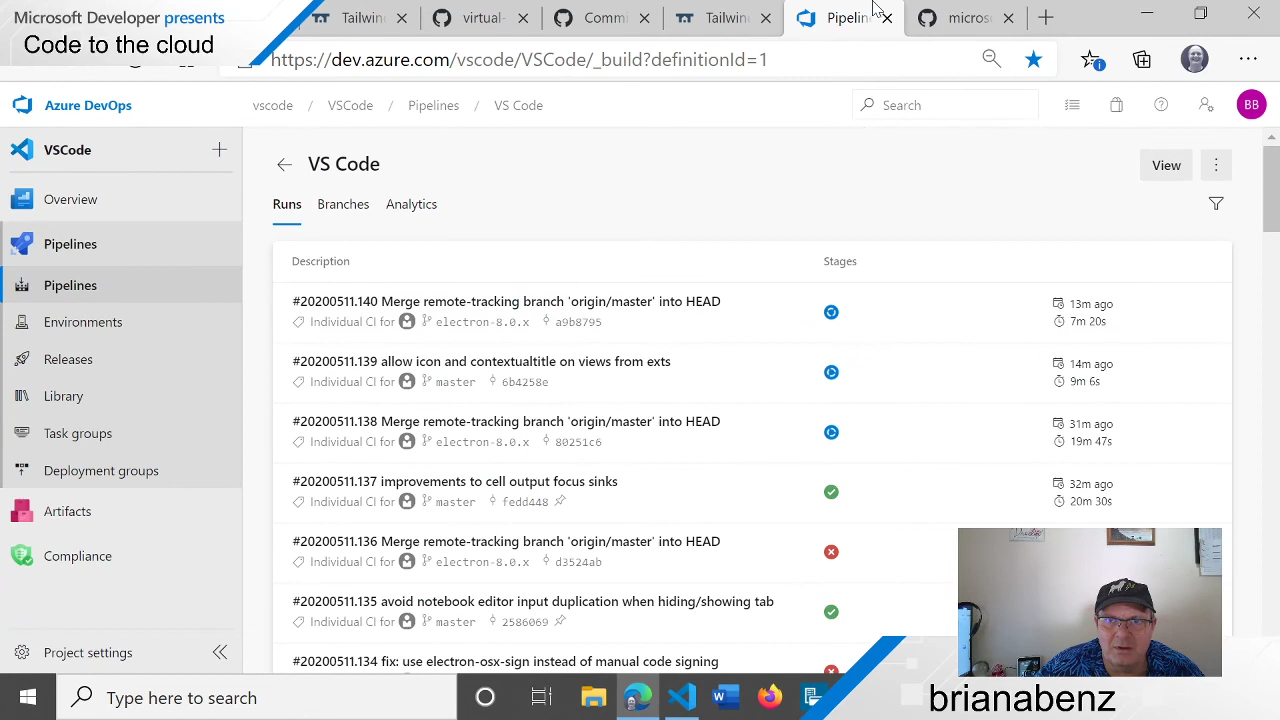 Microsoft Developer presents
Code to the cloud
Tailwin
virtual-
Commi
Tailwin
Pipelin
micros
https://dev.azure.com/vscode/VSCode/_build?definitionId=1
Azure DevOps
vscode / VSCode / Pipelines / VS Code
Search
BB
VSCode
Overview
Pipelines
Pipelines
Environments
Releases
Library
Task groups
Deployment groups
Artifacts
Compliance
Project settings
VS Code
View
Runs Branches Analytics
Description Stages
#20200511.140 Merge remote-tracking branch 'origin/master' into HEAD
13m ago
Individual CI for electron-8.0.x a9b8795
7m 20s
#20200511.139 allow icon and contextualtitle on views from exts
14m ago
Individual CI for master 6b4258e
9m 6s
#20200511.138 Merge remote-tracking branch 'origin/master' into HEAD
31m ago
Individual CI for electron-8.0.x 80251c6
19m 47s
#20200511.137 improvements to cell output focus sinks
32m ago
Individual CI for master fedd448
20m 30s
#20200511.136 Merge remote-tracking branch 'origin/master' into HEAD
Individual CI for electron-8.0.x d3524ab
#20200511.135 avoid notebook editor input duplication when hiding/showing tab
Individual CI for master 2586069
#20200511.134 fix: use electron-osx-sign instead of manual code signing
Type here to search
brianabenz